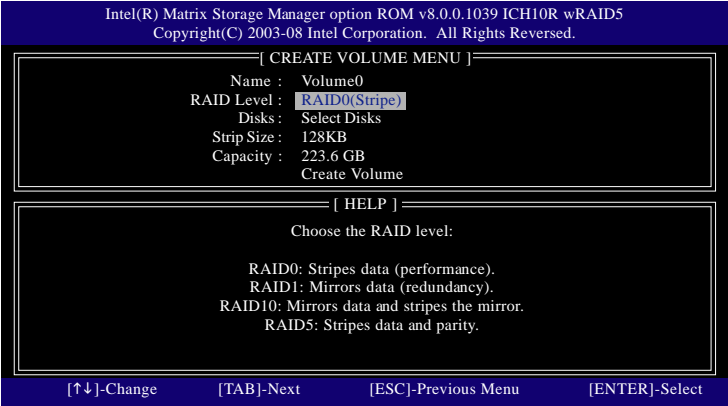 Intel(R) Matrix Storage Manager option ROM v8.0.0.1039 ICH10R wRAID5
Copyright(C) 2003-08 Intel Corporation. All Rights Reversed.
[ CREATE VOLUME MENU ]
Name : Volume0
RAID Level : RAID0(Stripe)
Disks : Select Disks
Strip Size : 128KB
Capacity : 223.6 GB
Create Volume
[ HELP ]
Choose the RAID level:
RAID0: Stripes data (performance).
RAID1: Mirrors data (redundancy).
RAID10: Mirrors data and stripes the mirror.
RAID5: Stripes data and parity.
[↑↓]-Change [TAB]-Next [ESC]-Previous Menu [ENTER]-Select